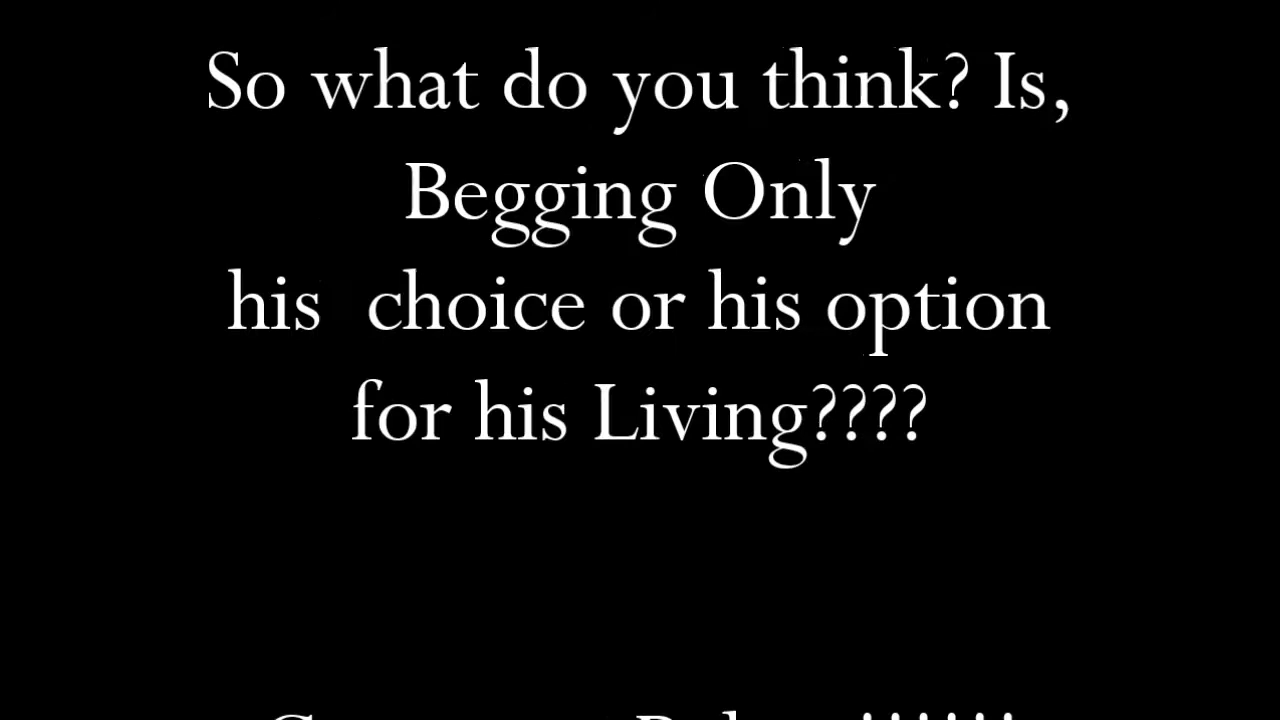 So what do you think? Is,
Begging Only
his choice or his option
for his Living????